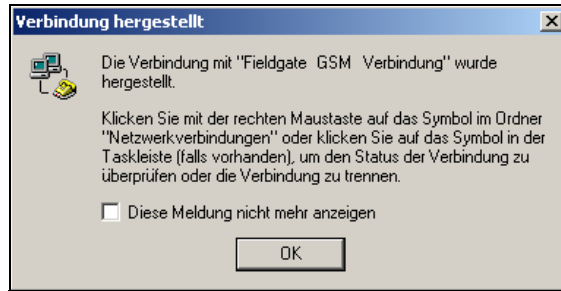 Verbindung hergestellt
Die Verbindung mit "Fieldgate GSM Verbindung" wurde
hergestellt.
Klicken Sie mit der rechten Maustaste auf das Symbol im Ordner
"Netzwerkverbindungen" oder klicken Sie auf das Symbol in der
Taskleiste (falls vorhanden), um den Status der Verbindung zu
überprüfen oder die Verbindung zu trennen.
Diese Meldung nicht mehr anzeigen
OK